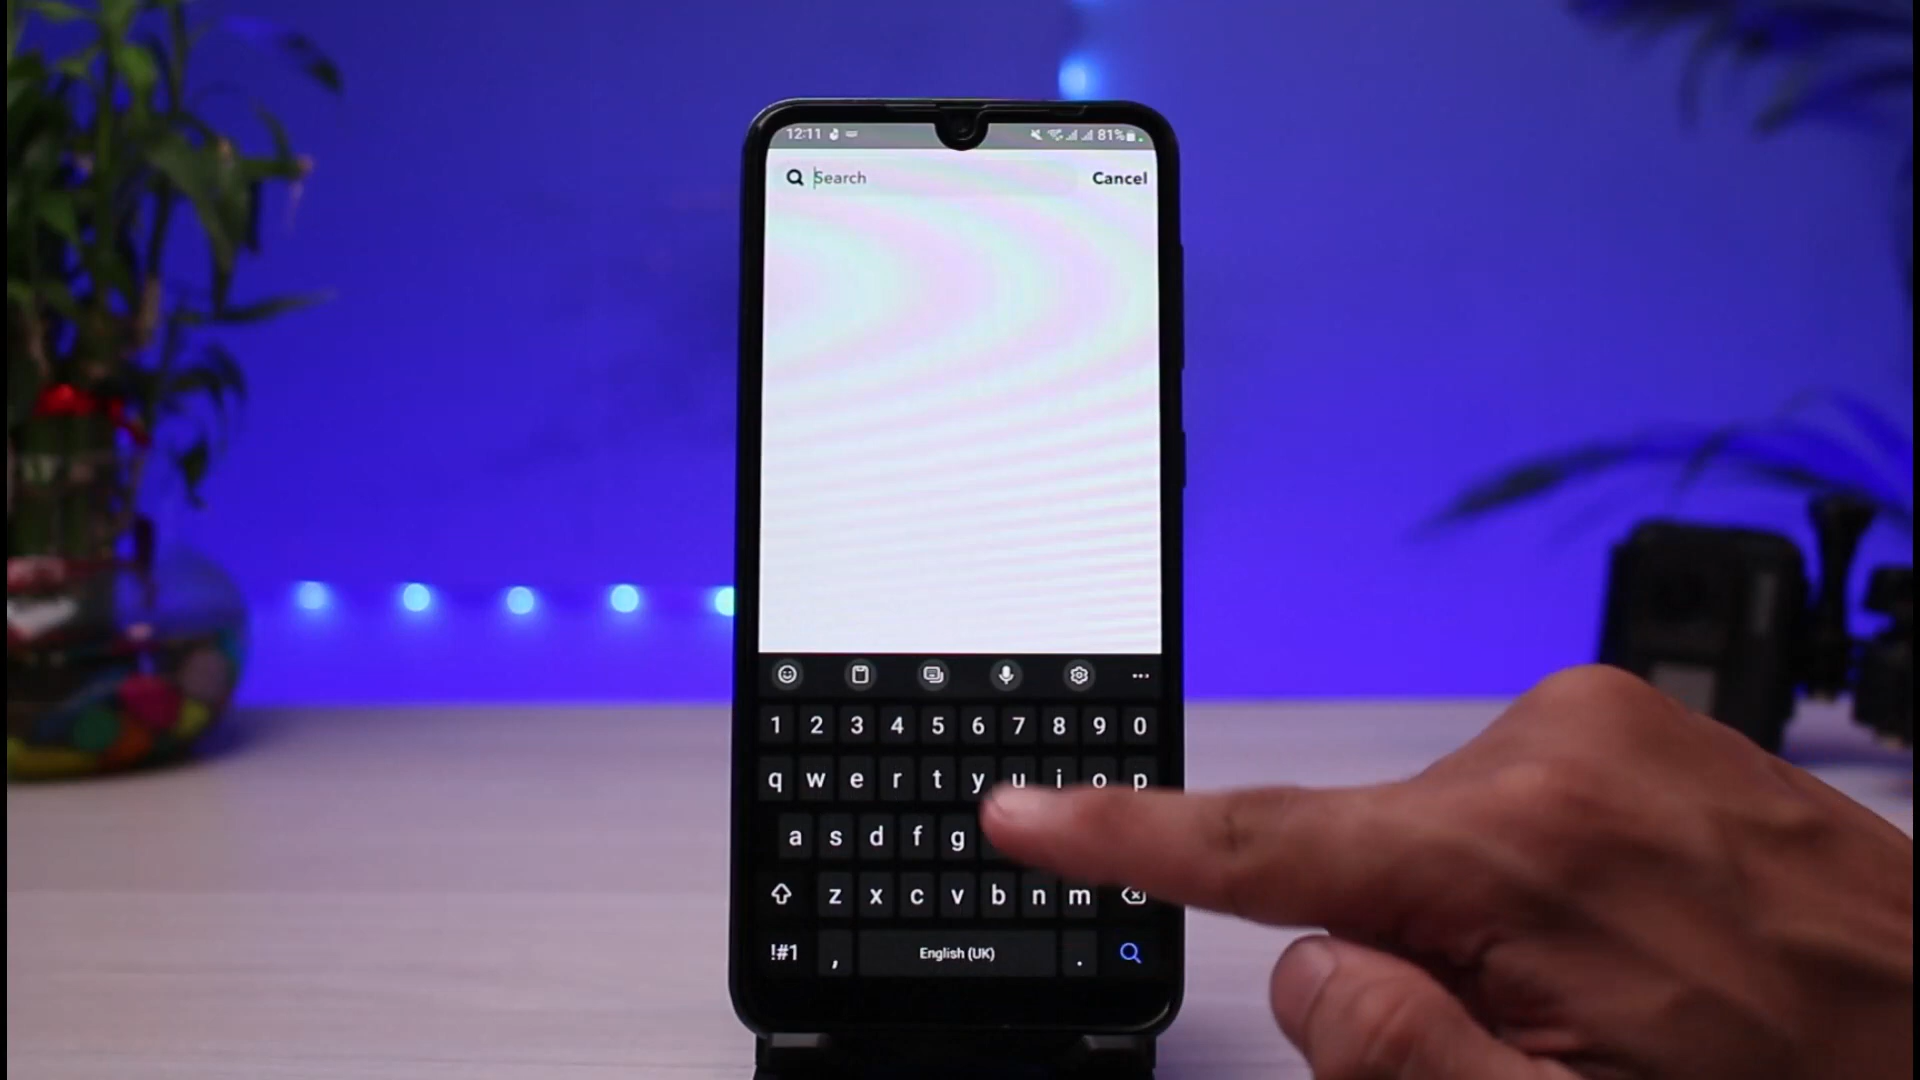 12:11 81%
Search Cancel
1 2 3 4 5 6 7 8 9 0
q w e r t y u i o p
a s d f g
z x c v b n m
!#1 , English (UK) .